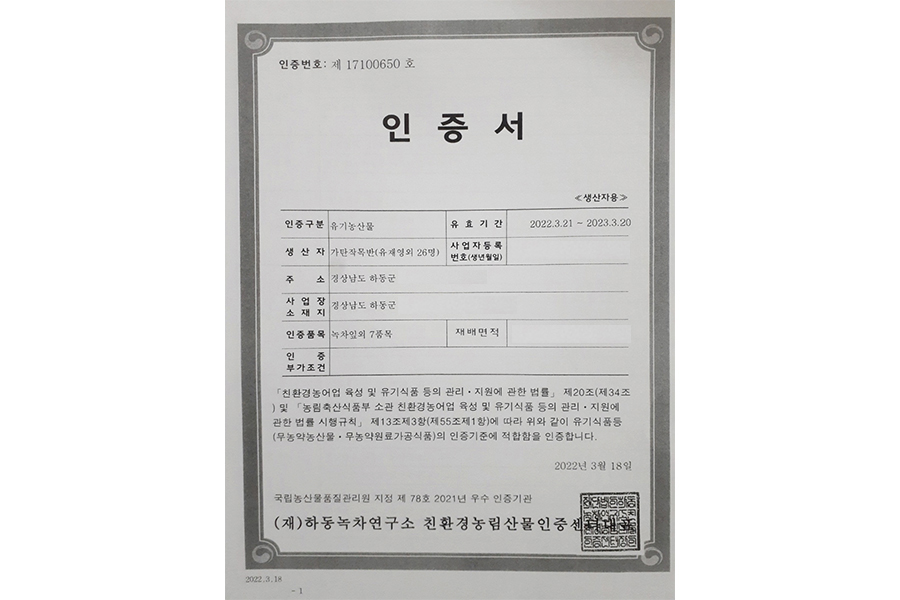 인증번호: 제 17100650 호
인 증 서
≪생산자용≫
인증구분 유기농산물 유 효 기 간 2022.3.21 ~ 2023.3.20
생 산 자 가탄작목반(유재영외 26명) 사업자등록 번호(생년월일)
주 소 경상남도 하동군
사 업 장 소 재 지 경상남도 하동군
인증품목 녹차잎외 7품목 재배면적
인 증 부가조건
「친환경농어업 육성 및 유기식품 등의 관리・지원에 관한 법률」 제20조(제34조
) 및 「농림축산식품부 소관 친환경농어업 육성 및 유기식품 등의 관리・지원에
관한 법률 시행규칙」 제13조제3항(제55조제1항)에 따라 위와 같이 유기식품등
(무농약농산물・무농약원료가공식품)의 인증기준에 적합함을 인증합니다.
2022년 3월 18일
국립농산물품질관리원 지정 제 78호 2021년 우수 인증기관
(재)하동녹차연구소 친환경농림산물인증센터대표
2022.3.18
- 1